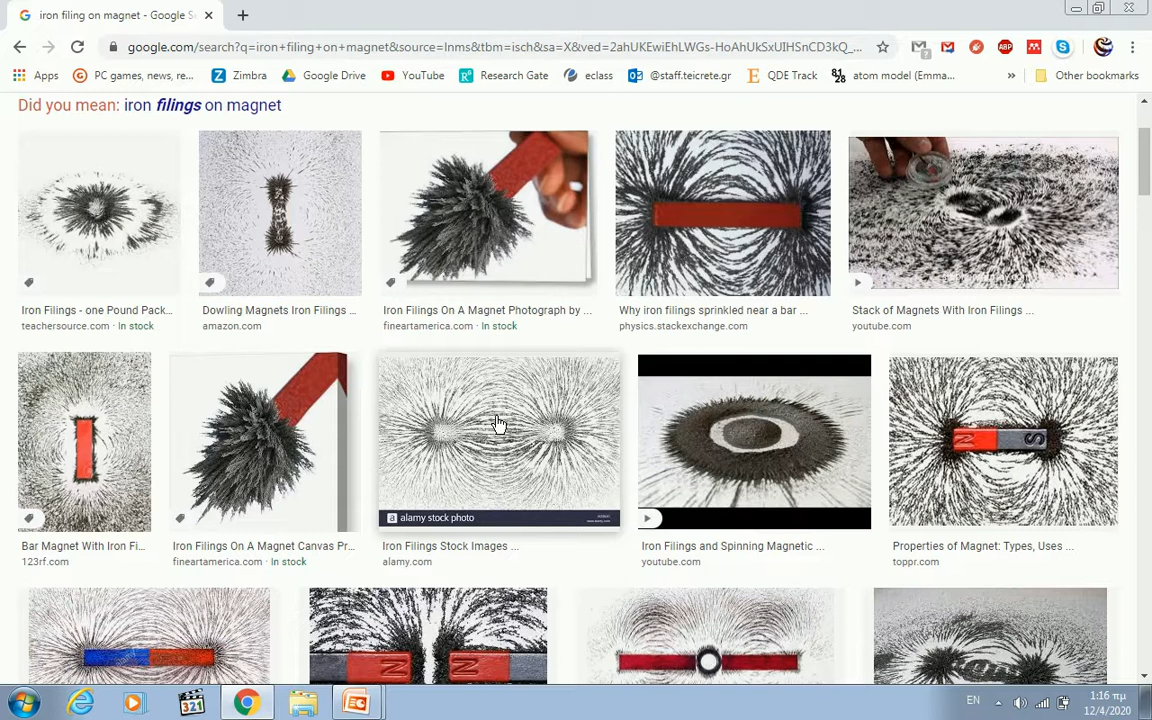 iron filing on magnet - Google S
google.com/search?q=iron+filing+on+magnet&source=lnms&tbm=isch&sa=X&ved=2ahUKEwiEhLWGs-HoAhUkSxUIHSnCD3kQ_...
Apps
PC games, news, re...
Zimbra
Google Drive
YouTube
Research Gate
eclass
@staff.teicrete.gr
QDE Track
atom model (Emma...
»
Other bookmarks
Did you mean: iron filings on magnet
Iron Filings - one Pound Pack...
teachersource.com · In stock
Dowling Magnets Iron Filings ...
amazon.com
Iron Filings On A Magnet Photograph by ...
fineartamerica.com · In stock
Why iron filings sprinkled near a bar ...
physics.stackexchange.com
Stack of Magnets With Iron Filings ...
youtube.com
a alamy stock photo
N S
Bar Magnet With Iron Fi...
123rf.com
Iron Filings On A Magnet Canvas Pr...
fineartamerica.com · In stock
Iron Filings Stock Images ...
alamy.com
Iron Filings and Spinning Magnetic ...
youtube.com
Properties of Magnet: Types, Uses ...
toppr.com
N N
321
EN
1:16 πμ
12/4/2020